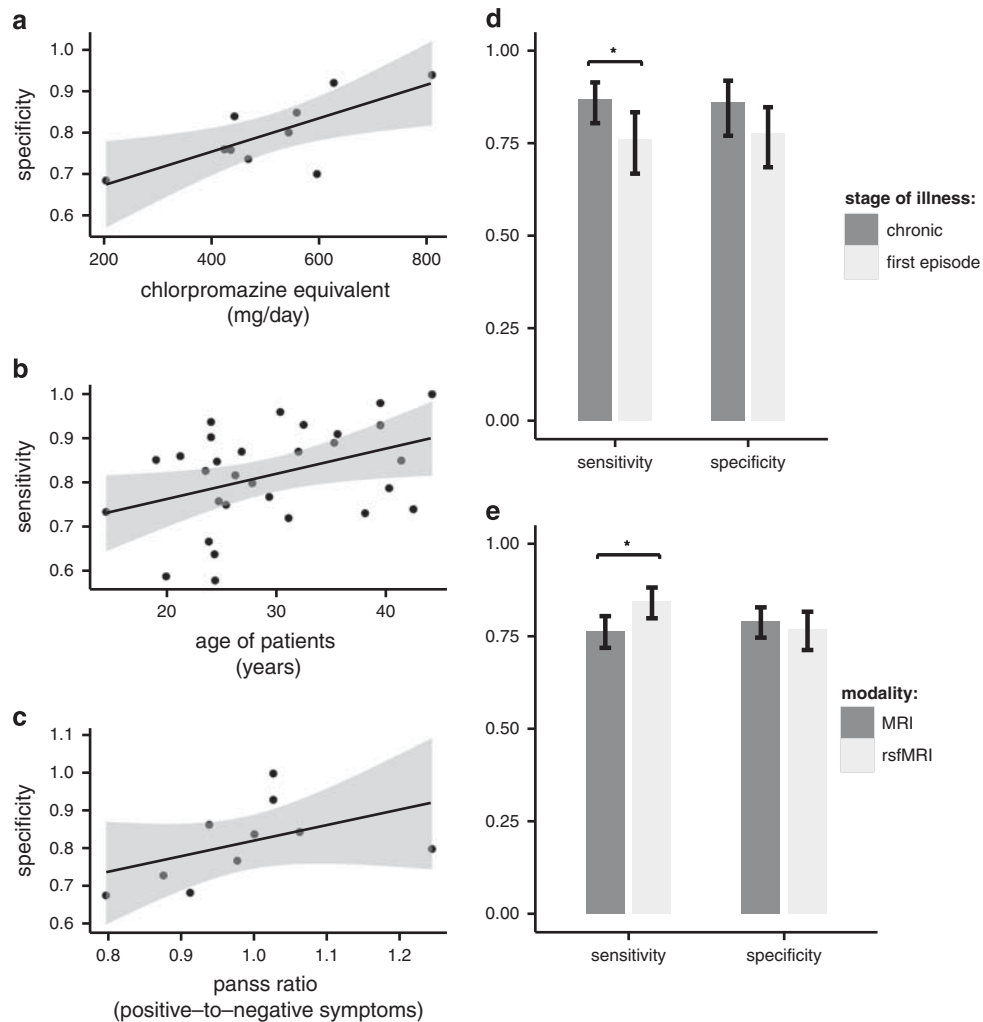 a
1.0
0.9
0.8
0.7
0.6
specificity
200 400 600 800
chlorpromazine equivalent
(mg/day)
b
1.0
0.9
0.8
0.7
0.6
sensitivity
20 30 40
age of patients
(years)
c
1.1
1.0
0.9
0.8
0.7
0.6
specificity
0.8 0.9 1.0 1.1 1.2
panss ratio
(positive–to–negative symptoms)
d
1.00
0.75
0.50
0.25
0.00
*
sensitivity specificity
stage of illness:
chronic
first episode
e
1.00
0.75
0.50
0.25
0.00
*
sensitivity specificity
modality:
MRI
rsfMRI